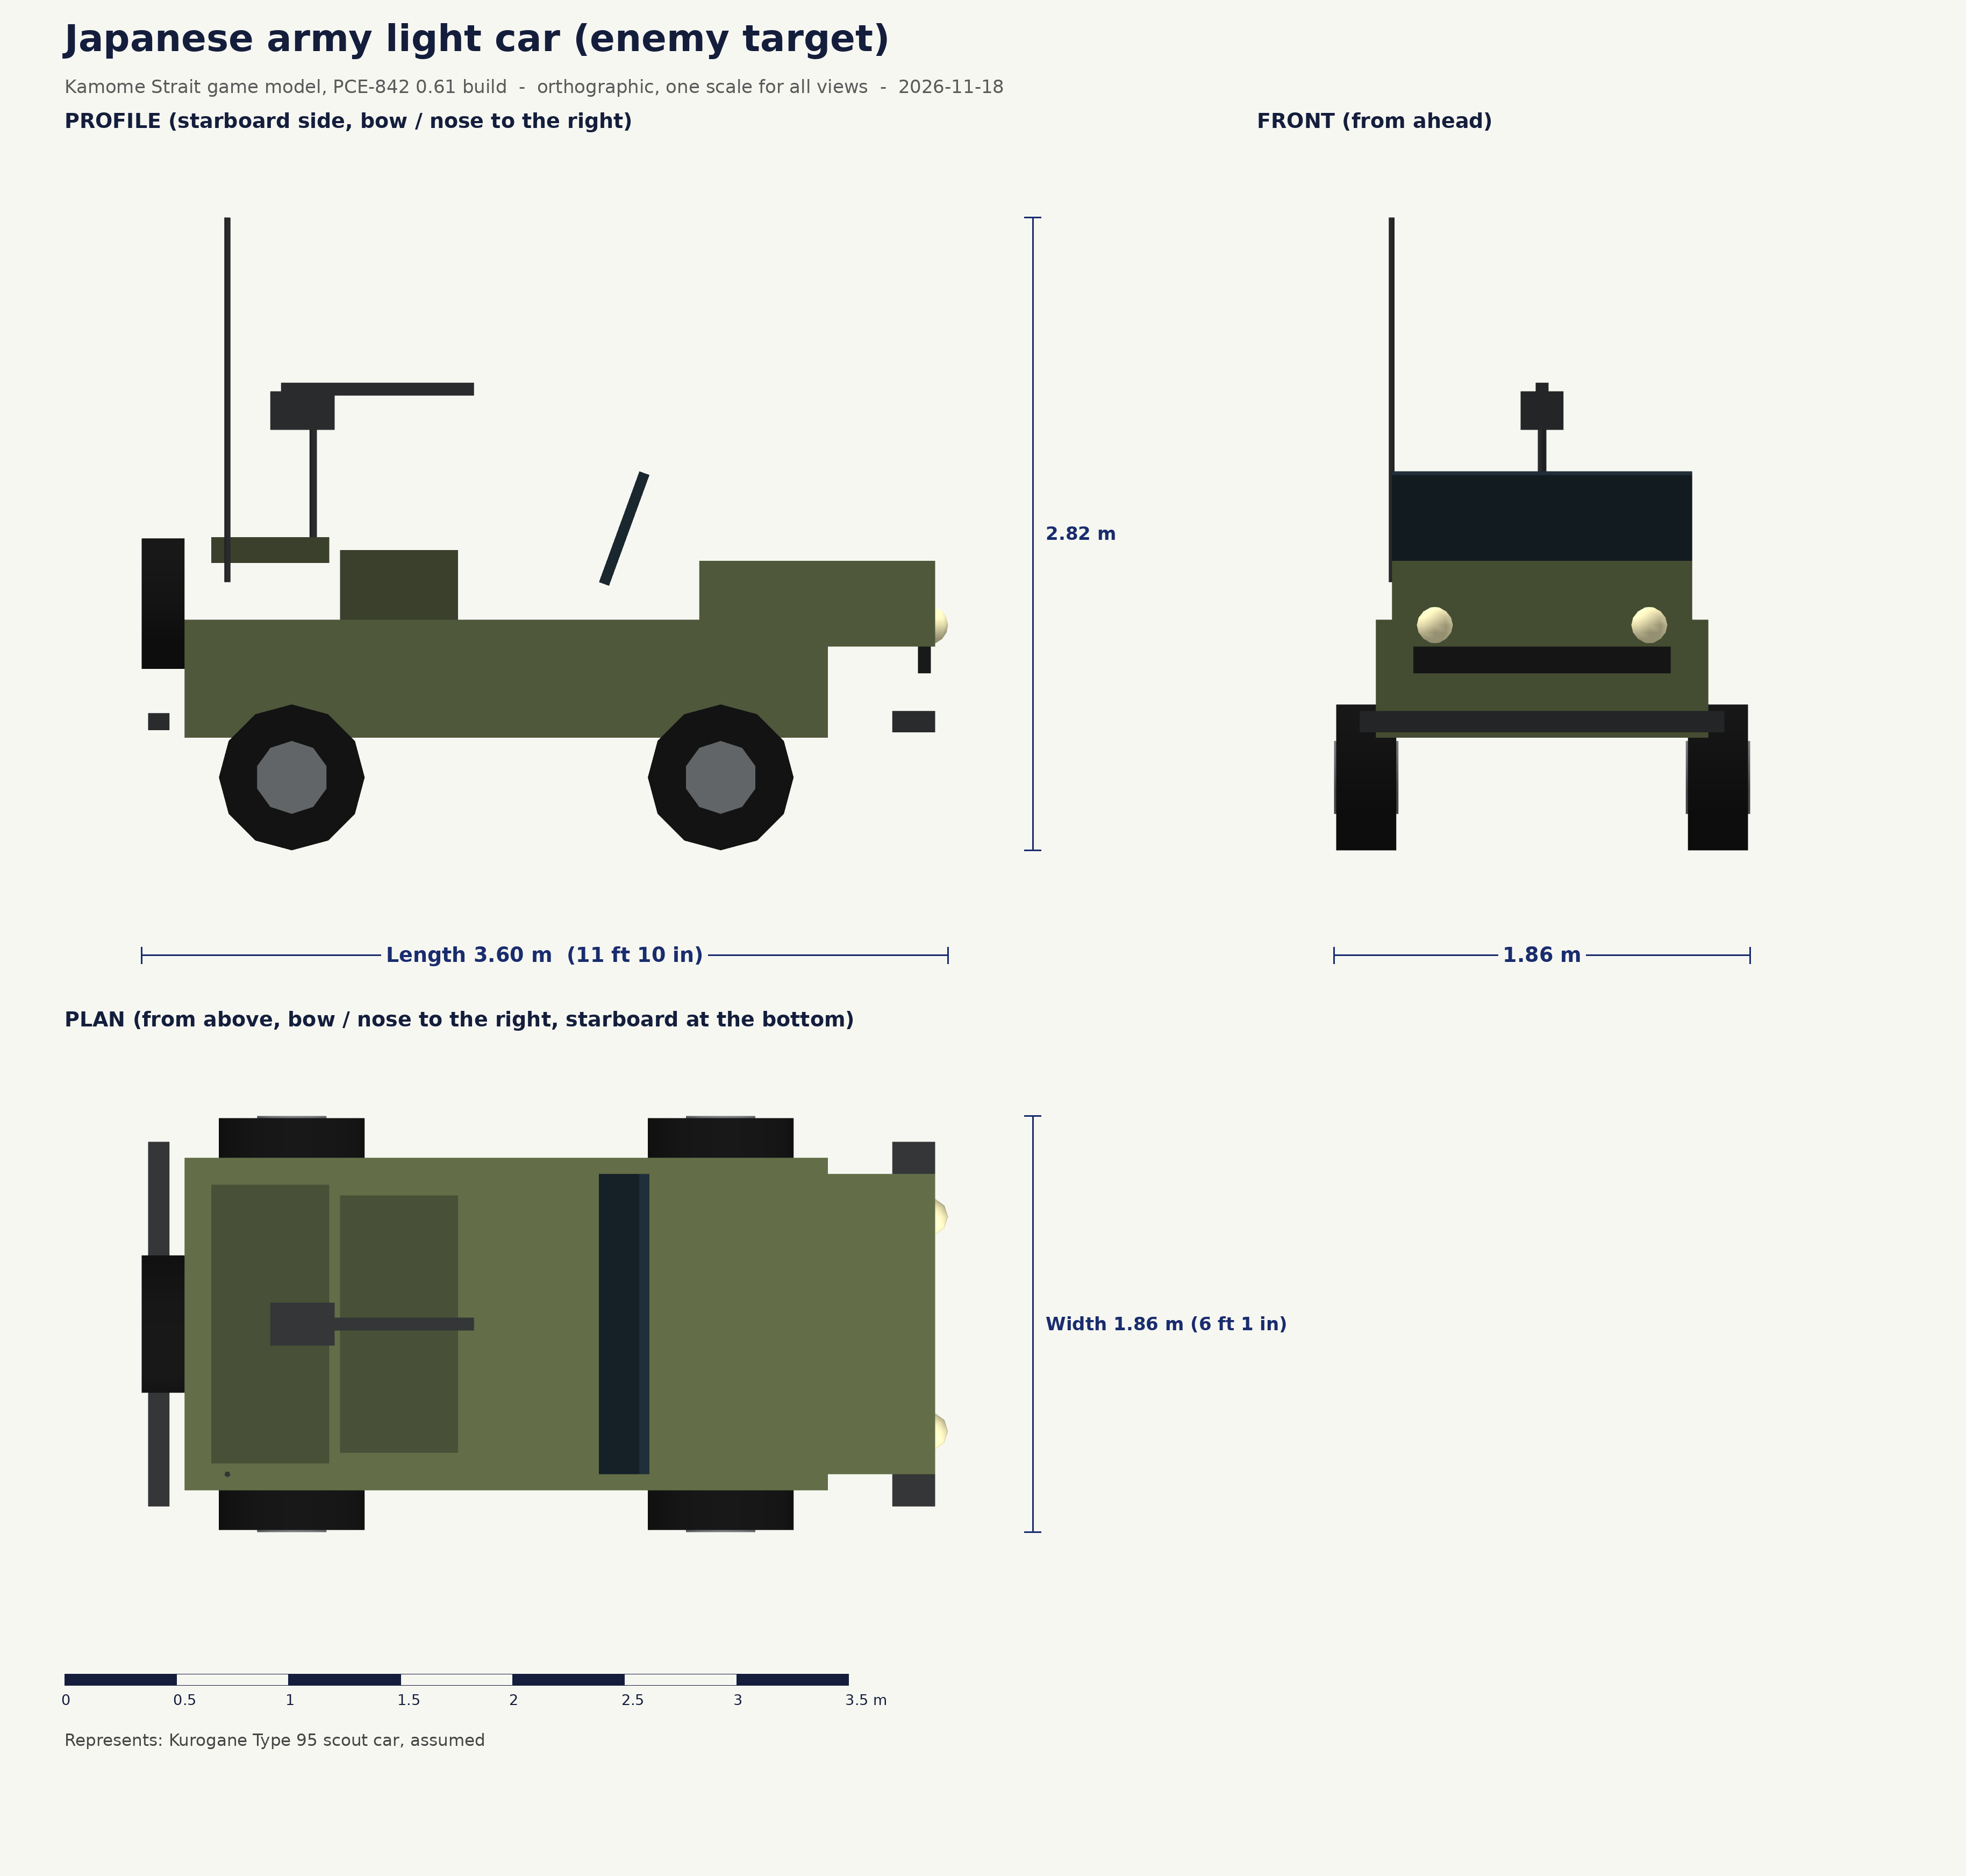 Japanese army light car (enemy target)
Kamome Strait game model, PCE-842 0.61 build - orthographic, one scale for all views - 2026-11-18
PROFILE (starboard side, bow / nose to the right)
FRONT (from ahead)
2.82 m
Length 3.60 m (11 ft 10 in)
1.86 m
PLAN (from above, bow / nose to the right, starboard at the bottom)
Width 1.86 m (6 ft 1 in)
0 0.5 1 1.5 2 2.5 3 3.5 m
Represents: Kurogane Type 95 scout car, assumed